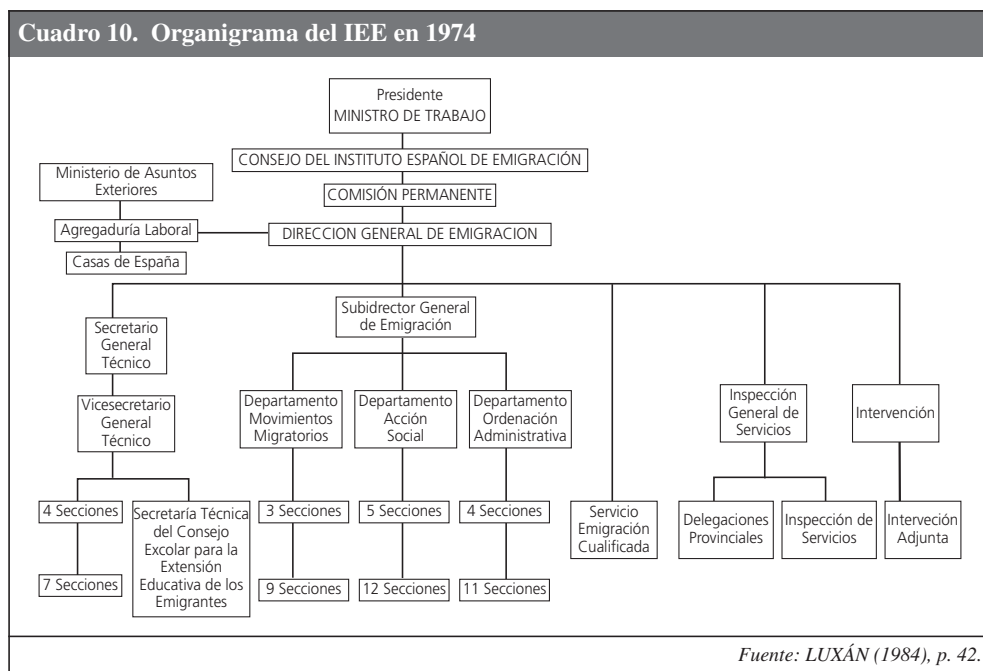 Cuadro 10. Organigrama del IEE en 1974
Presidente
MINISTRO DE TRABAJO
CONSEJO DEL INSTITUTO ESPAÑOL DE EMIGRACIÓN
Ministerio de Asuntos
Exteriores
COMISIÓN PERMANENTE
Agregaduría Laboral
DIRECCION GENERAL DE EMIGRACION
Casas de España
Secretario
General
Técnico
Subidrector General
de Emigración
Vicesecretario
General
Técnico
Departamento
Movimientos
Migratorios
Departamento
Acción
Social
Departamento
Ordenación
Administrativa
Inspección
General de
Servicios
Intervención
4 Secciones
Secretaría Técnica
del Consejo
Excolar para la
Extensión
Educativa de los
Emigrantes
3 Secciones
5 Secciones
4 Secciones
Servicio
Emigración
Cualificada
Delegaciones
Provinciales
Inspección de
Servicios
Interveción
Adjunta
7 Secciones
9 Secciones
12 Secciones
11 Secciones
Fuente: LUXÁN (1984), p. 42.